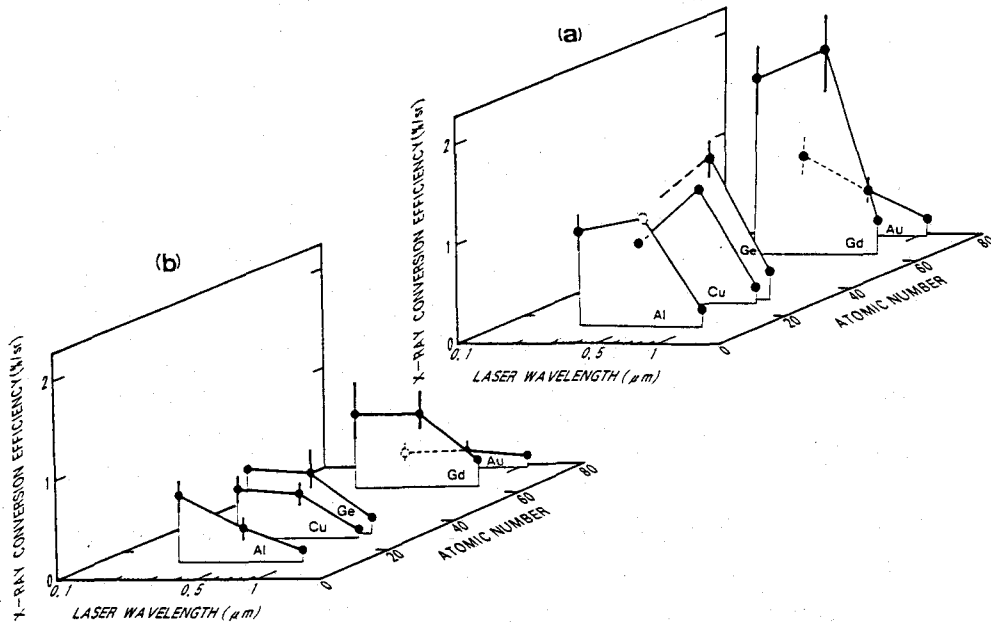 (a)
X-RAY CONVERSION EFFICIENCY (%/sr)
2
1
0
Al
Cu
Ge
Gd
Au
0.1
0.5
1
LASER WAVELENGTH (μm)
0
20
40
60
80
ATOMIC NUMBER
(b)
X-RAY CONVERSION EFFICIENCY (%/sr)
2
1
0
Al
Cu
Ge
Gd
Au
0.1
0.5
1
LASER WAVELENGTH (μm)
0
20
40
60
80
ATOMIC NUMBER